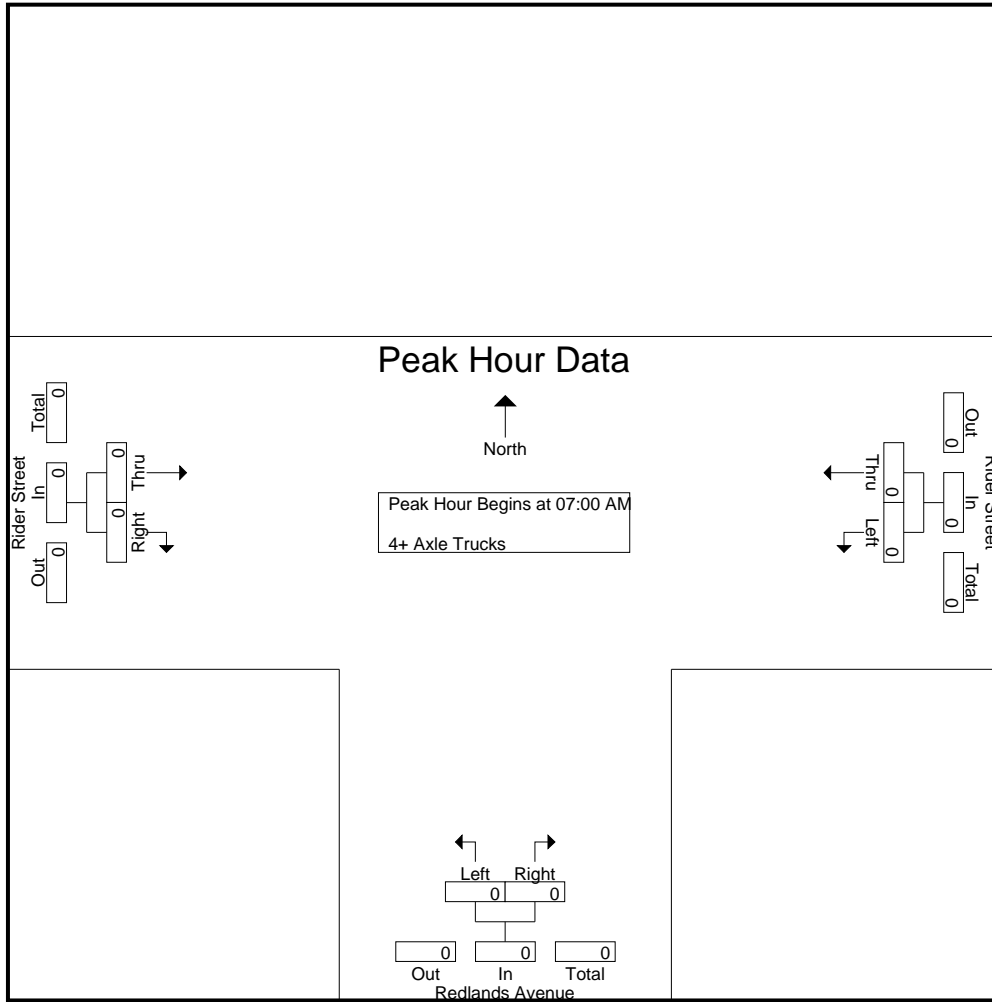 Peak Hour Data
North
Peak Hour Begins at 07:00 AM
4+ Axle Trucks
Rider Street
Total
0
In
0
Out
0
Thru
0
Right
0
Rider Street
Out
0
In
0
Total
0
Thru
0
Left
0
Left Right
0 0
0 0 0
Out In Total
Redlands Avenue